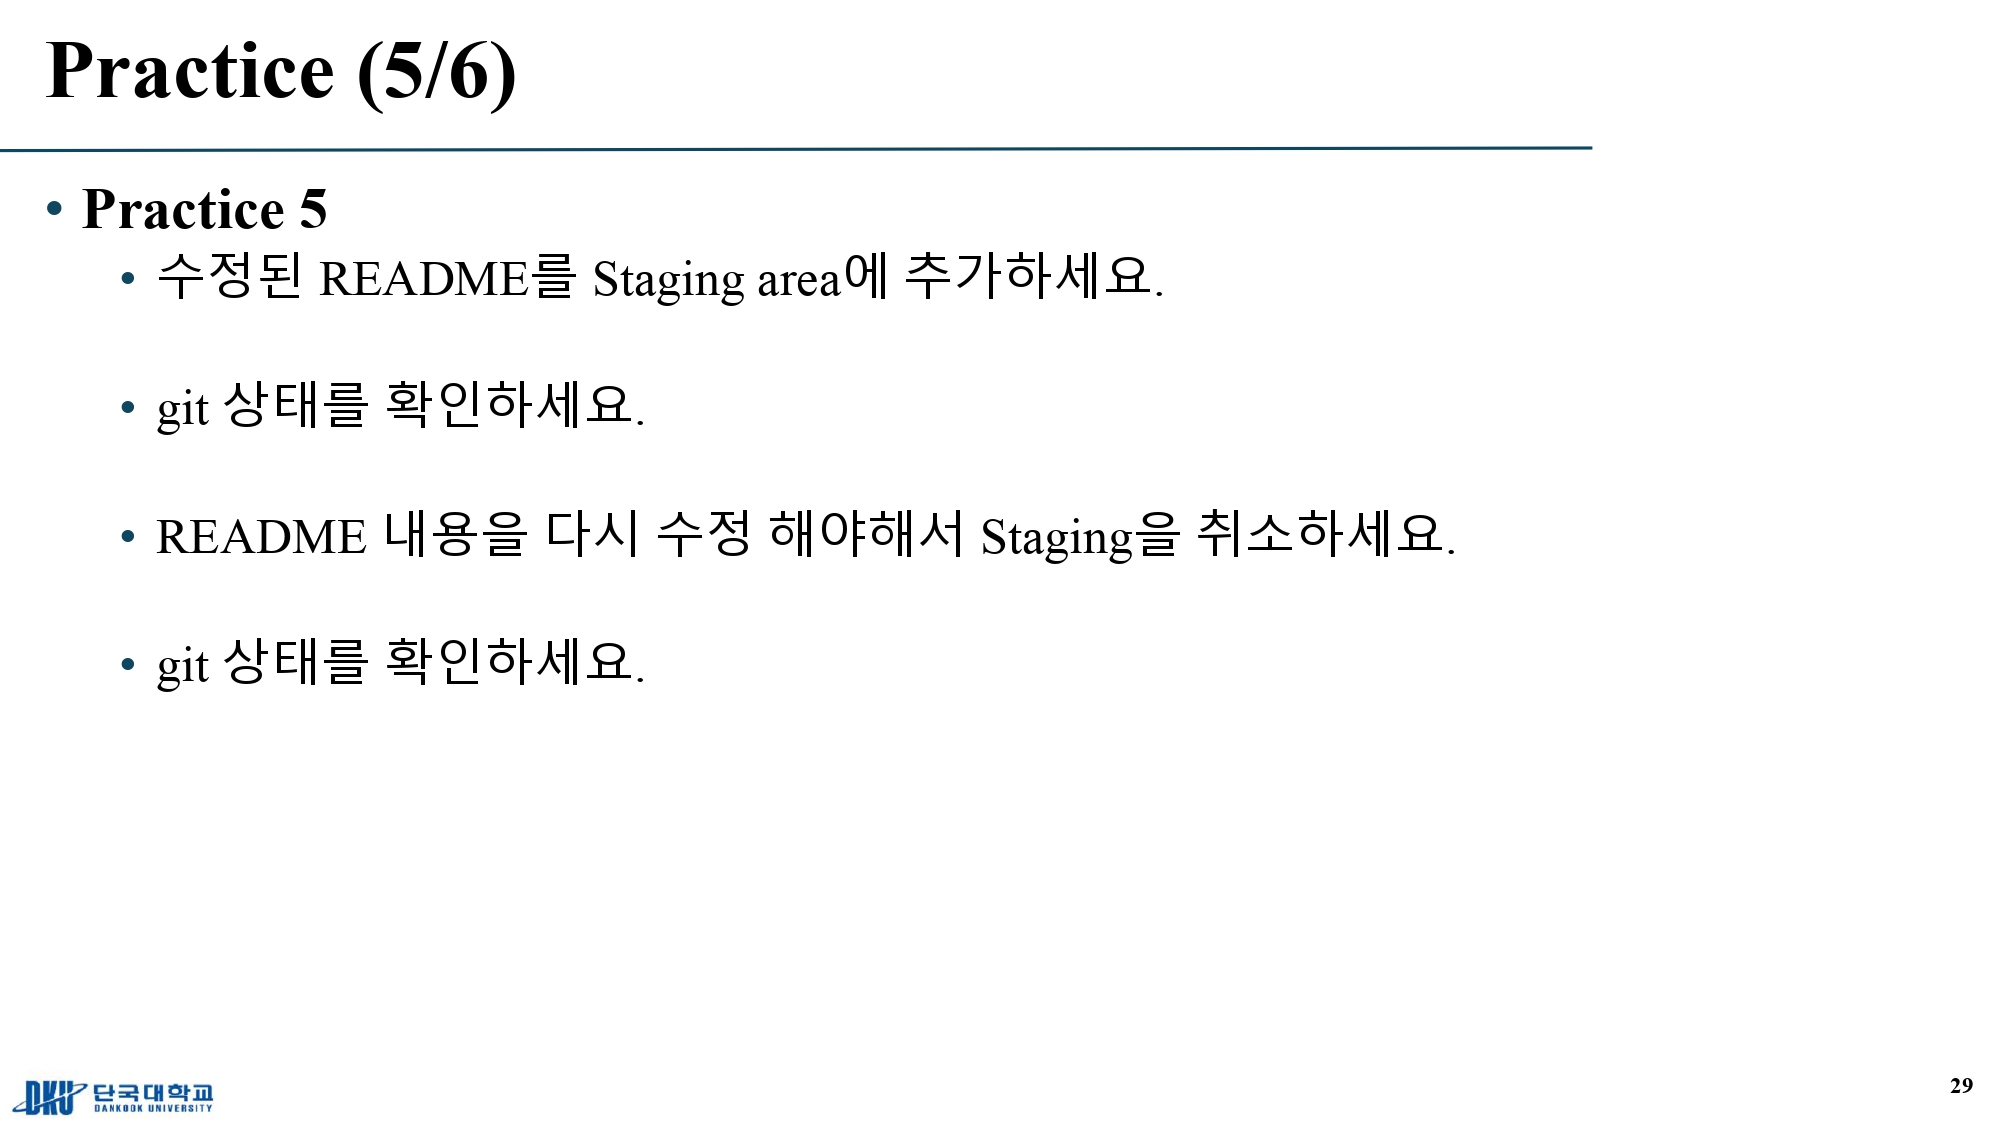 Practice (5/6)
• Practice 5
• 수정된 README를 Staging area에 추가하세요.
• git 상태를 확인하세요.
• README 내용을 다시 수정 해야해서 Staging을 취소하세요.
• git 상태를 확인하세요.
DKU 단국대학교
DANKOOK UNIVERSITY
29